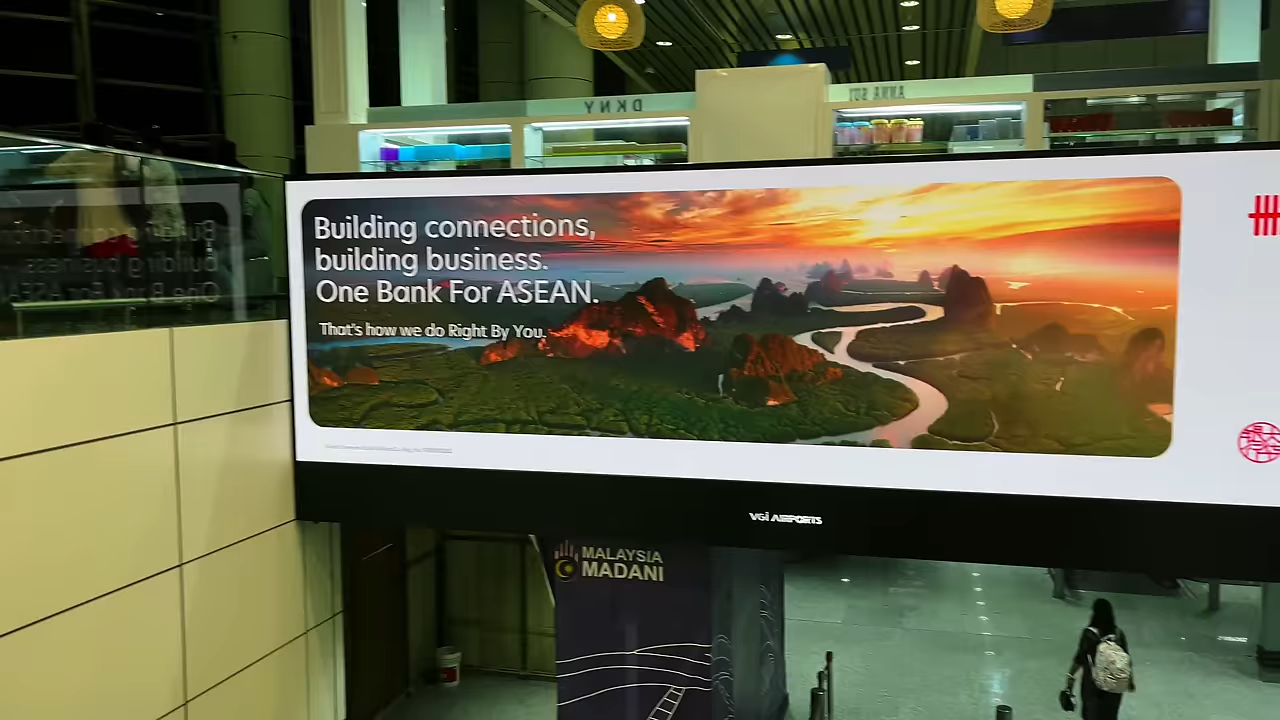 DKNY
ANNA SUI
Building connections,
building business.
One Bank For ASEAN.
That's how we do Right By You.
VGI AIRPORTS
MALAYSIA
MADANI